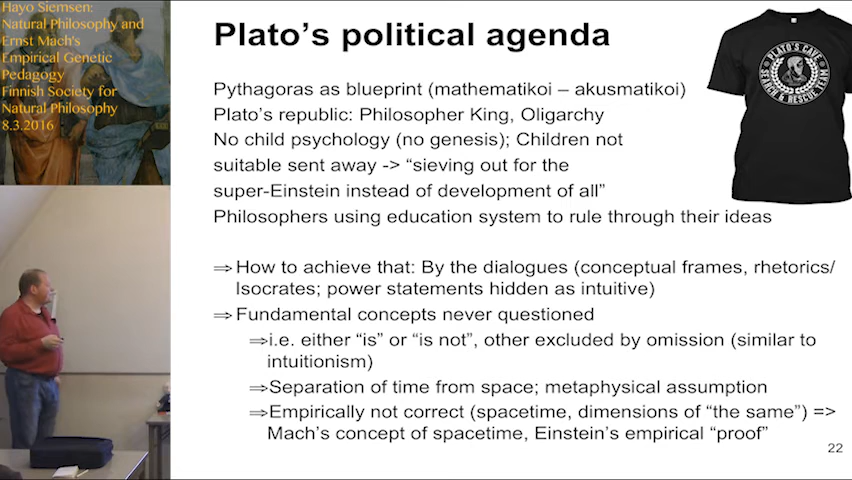 Hayo Siemsen:
Natural Philosophy and
Ernst Mach's
Empirical Genetic
Pedagogy
Finnish Society for
Natural Philosophy
8.3.2016
Plato's political agenda
PLATO'S CAVE
SEARCH & RESCUE TEAM
Pythagoras as blueprint (mathematikoi – akusmatikoi)
Plato's republic: Philosopher King, Oligarchy
No child psychology (no genesis); Children not
suitable sent away -> “sieving out for the
super-Einstein instead of development of all”
Philosophers using education system to rule through their ideas
⇒ How to achieve that: By the dialogues (conceptual frames, rhetorics/
Isocrates; power statements hidden as intuitive)
⇒ Fundamental concepts never questioned
⇒i.e. either “is” or “is not”, other excluded by omission (similar to
intuitionism)
⇒Separation of time from space; metaphysical assumption
⇒Empirically not correct (spacetime, dimensions of “the same”) =>
Mach's concept of spacetime, Einstein's empirical “proof”
22